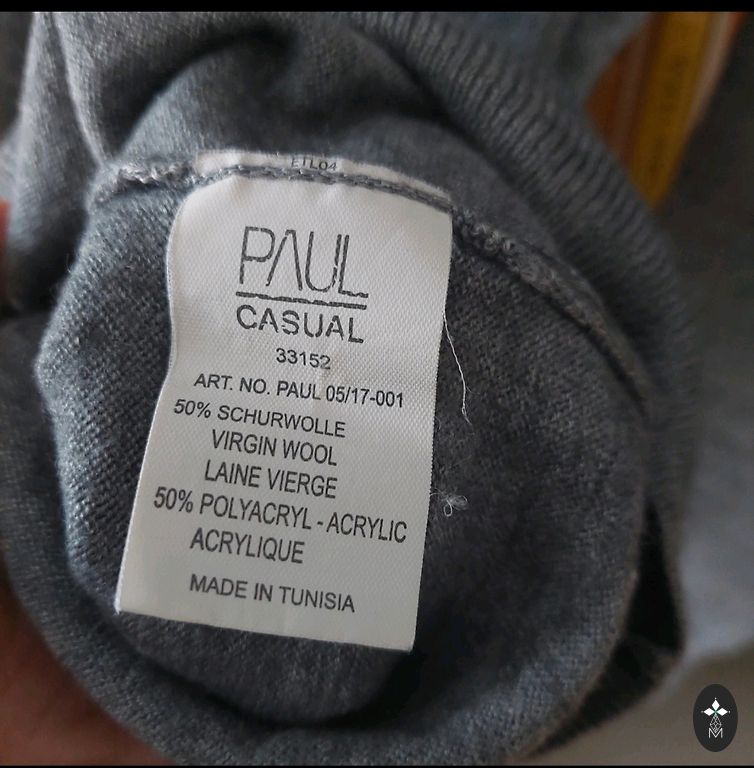 ETL04
PAUL
CASUAL
33152
ART. NO. PAUL 05/17-001
50% SCHURWOLLE
VIRGIN WOOL
LAINE VIERGE
50% POLYACRYL - ACRYLIC
ACRYLIQUE
MADE IN TUNISIA
M